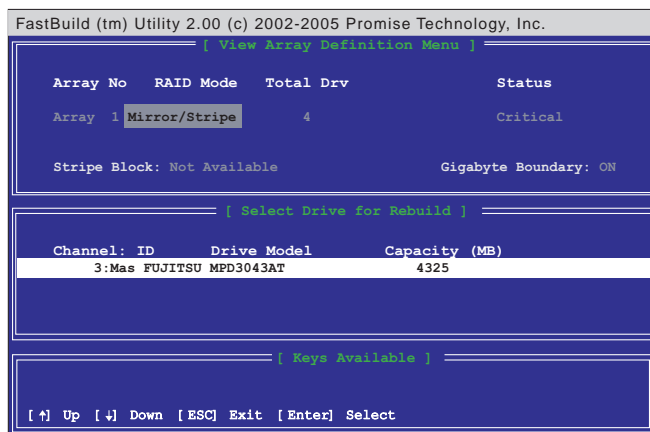 FastBuild (tm) Utility 2.00 (c) 2002-2005 Promise Technology, Inc.
[ View Array Definition Menu ]
Array No RAID Mode Total Drv Status
Array 1 Mirror/Stripe 4 Critical
Stripe Block: Not Available Gigabyte Boundary: ON
[ Select Drive for Rebuild ]
Channel: ID Drive Model Capacity (MB)
3:Mas FUJITSU MPD3043AT 4325
[ Keys Available ]
[↑] Up [↓] Down [ESC] Exit [Enter] Select